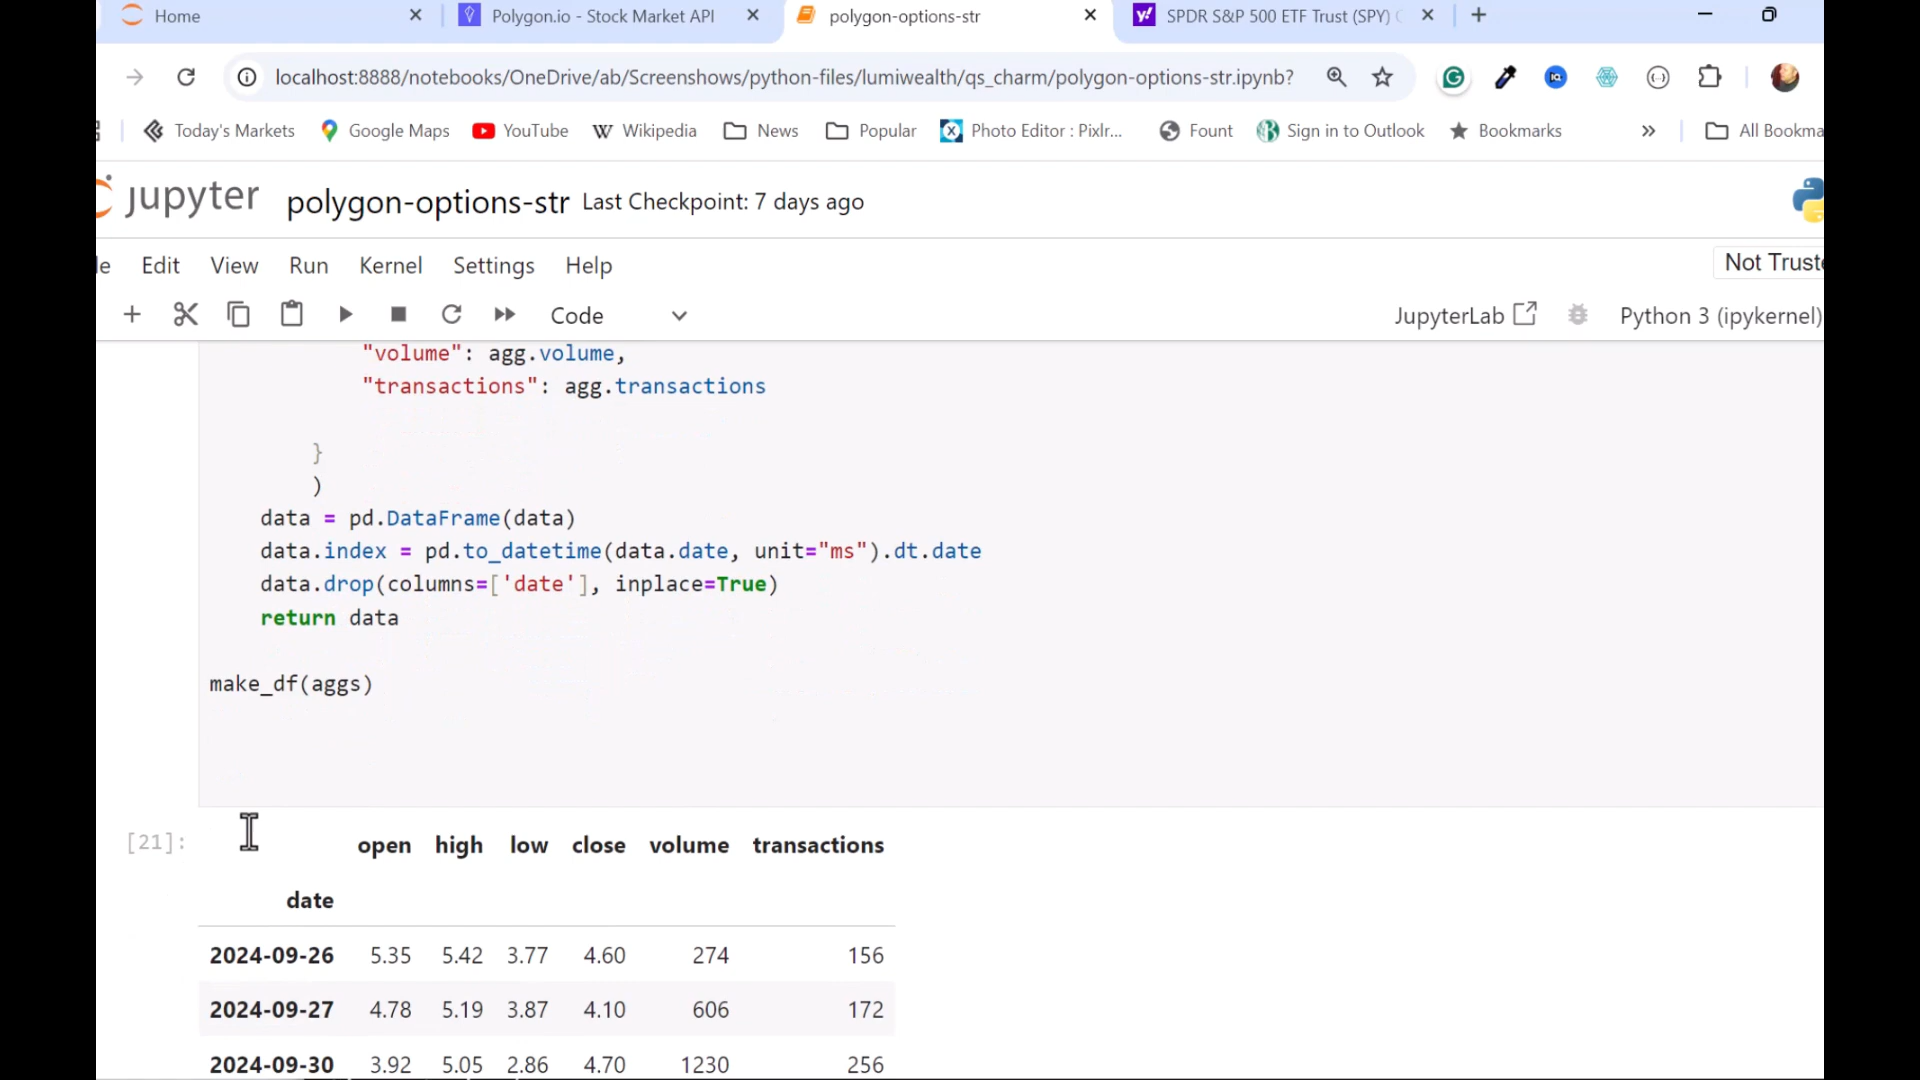 Home
Polygon.io - Stock Market API
polygon-options-str
SPDR S&P 500 ETF Trust (SPY)
localhost:8888/notebooks/OneDrive/ab/Screenshows/python-files/lumiwealth/qs_charm/polygon-options-str.ipynb?
Today's Markets
Google Maps
YouTube
Wikipedia
News
Popular
Photo Editor : Pixlr...
Fount
Sign in to Outlook
Bookmarks
All Bookma
jupyter
polygon-options-str
Last Checkpoint: 7 days ago
le
Edit
View
Run
Kernel
Settings
Help
Not Truste
Code
JupyterLab
Python 3 (ipykernel)
"volume": agg.volume,
"transactions": agg.transactions
}
)
data = pd.DataFrame(data)
data.index = pd.to_datetime(data.date, unit="ms").dt.date
data.drop(columns=['date'], inplace=True)
return data
make_df(aggs)
[21]:
open high low close volume transactions
date
2024-09-26 5.35 5.42 3.77 4.60 274 156
2024-09-27 4.78 5.19 3.87 4.10 606 172
2024-09-30 3.92 5.05 2.86 4.70 1230 256